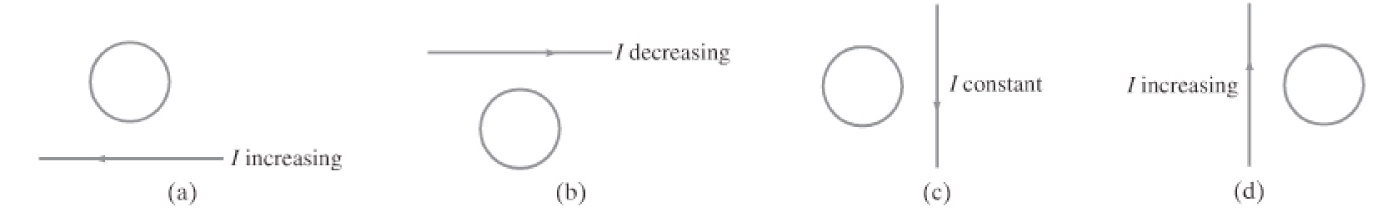 I increasing
(a)
I decreasing
(b)
I constant
(c)
I increasing
(d)